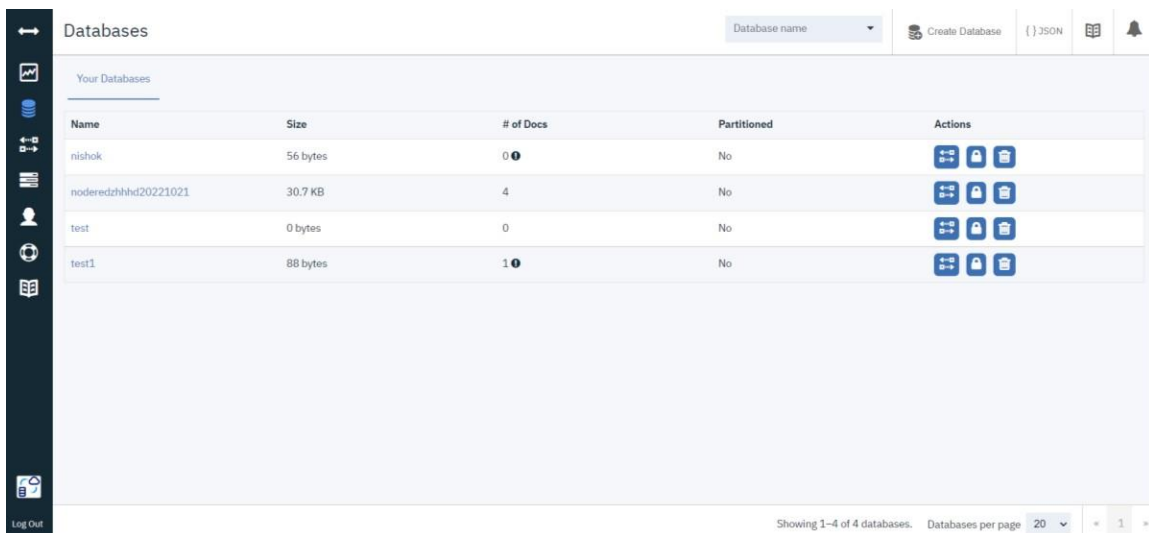 Databases
Database name
Create Database
{ } JSON
Your Databases
Name Size # of Docs Partitioned Actions
nishok 56 bytes 0 No
noderedzhhhd20221021 30.7 KB 4 No
test 0 bytes 0 No
test1 88 bytes 1 No
Log Out
Showing 1–4 of 4 databases. Databases per page 20 « 1 »